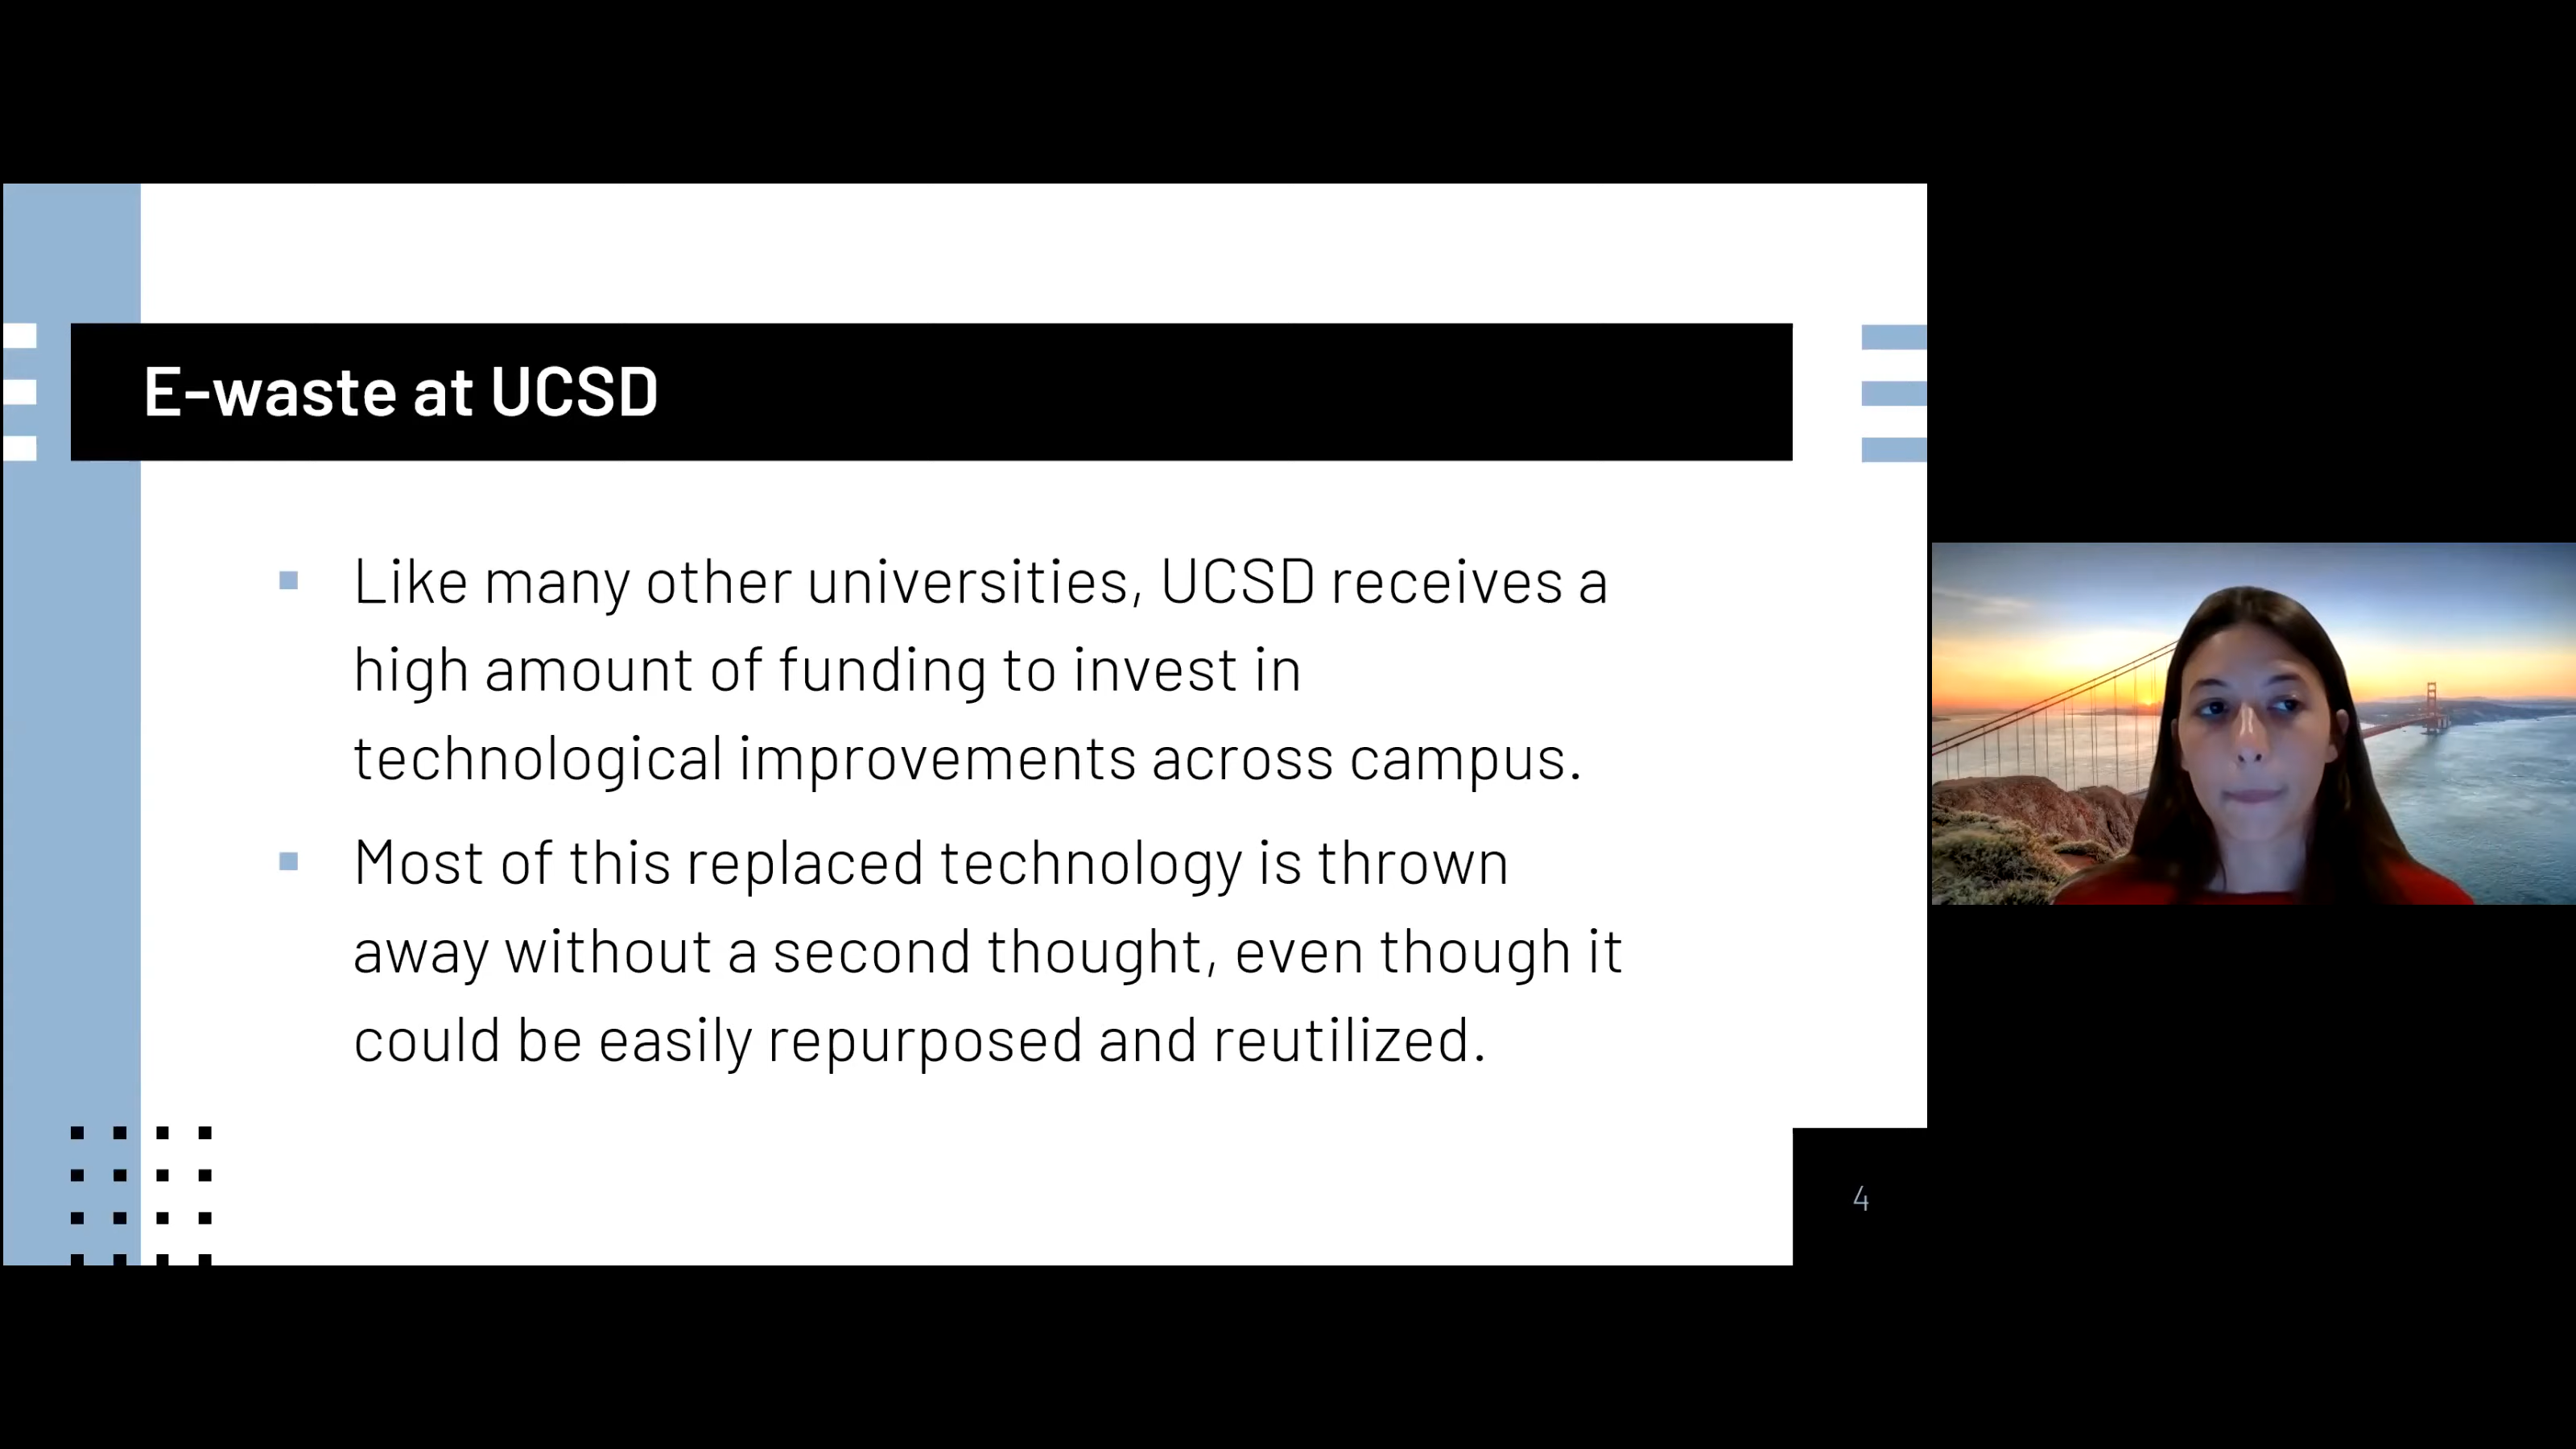 E-waste at UCSD
Like many other universities, UCSD receives a
high amount of funding to invest in
technological improvements across campus.
Most of this replaced technology is thrown
away without a second thought, even though it
could be easily repurposed and reutilized.
4